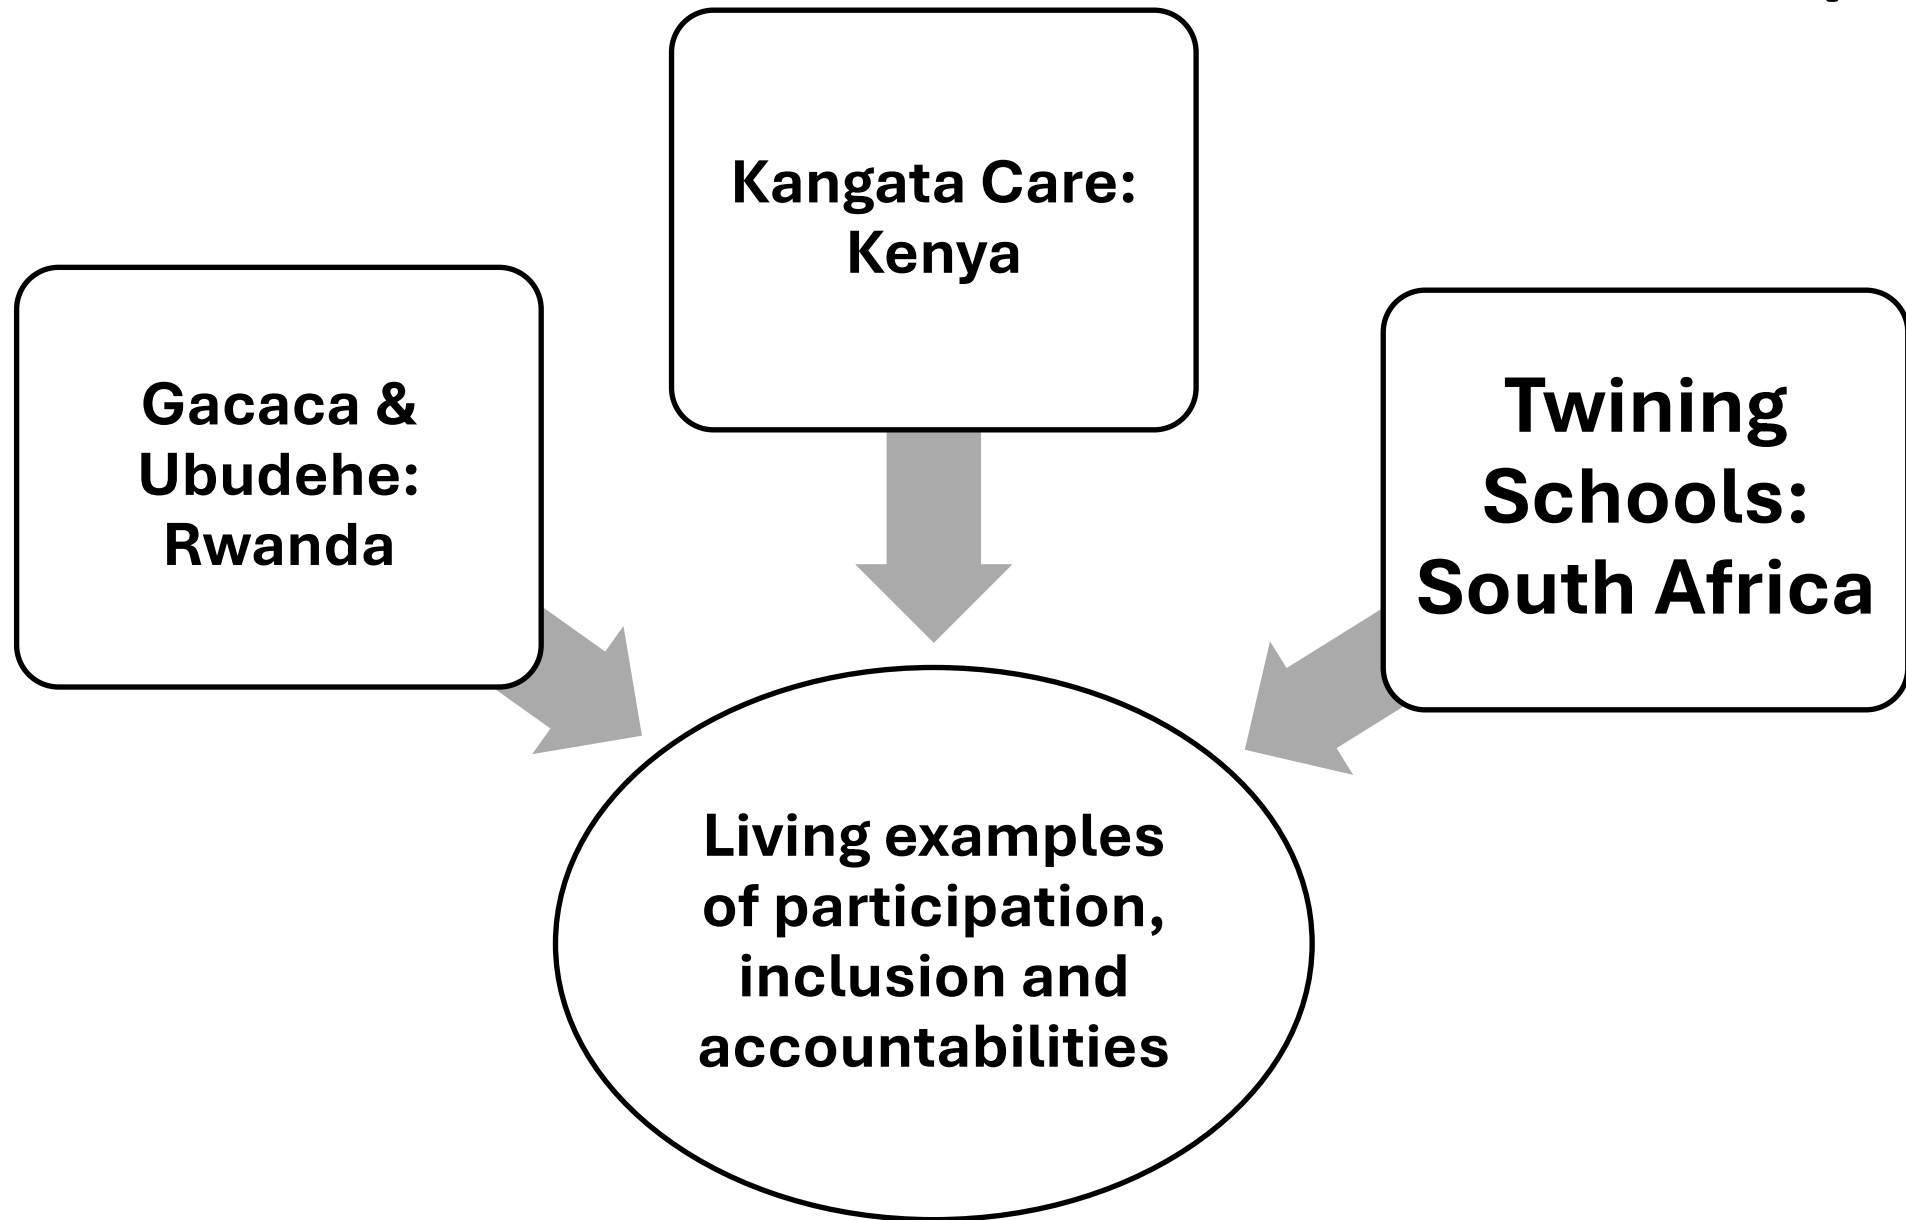 Kangata Care:
Kenya
Gacaca &
Ubudehe:
Rwanda
Twining
Schools:
South Africa
Living examples
of participation,
inclusion and
accountabilities